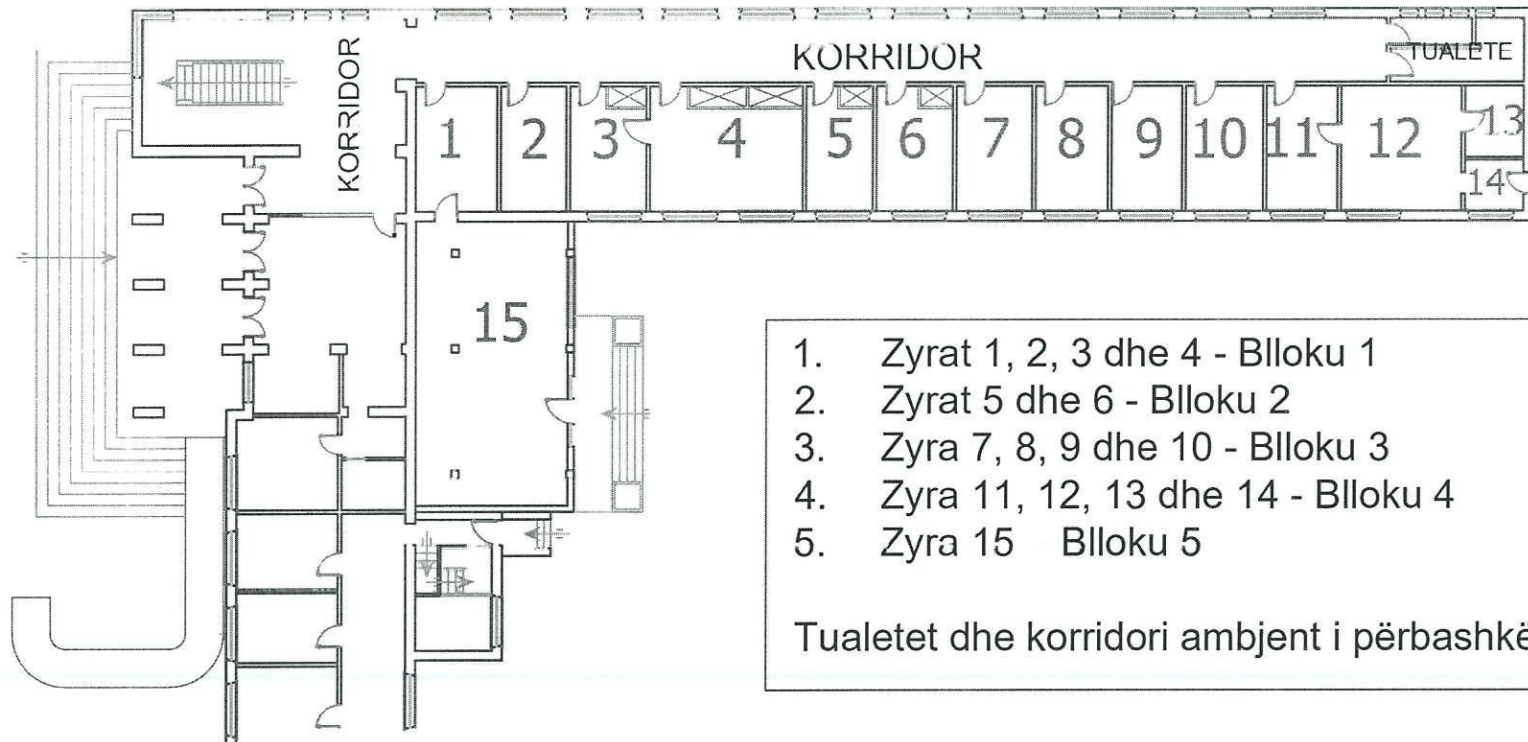 KORRIDOR
KORRIDOR
TUALETE
1 2 3 4 5 6 7 8 9 10 11 12 13
14
15
1. Zyrat 1, 2, 3 dhe 4 - Blloku 1
2. Zyrat 5 dhe 6 - Blloku 2
3. Zyra 7, 8, 9 dhe 10 - Blloku 3
4. Zyra 11, 12, 13 dhe 14 - Blloku 4
5. Zyra 15 Blloku 5
Tualetet dhe korridori ambjent i përbashkë